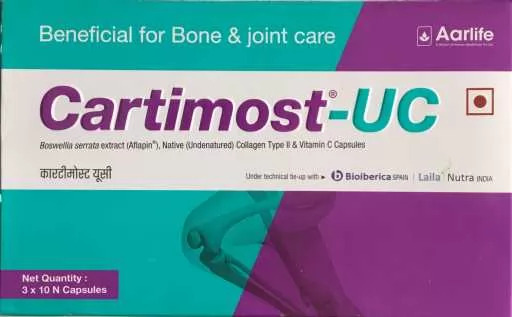 Beneficial for Bone & joint care
Aarlife
Cartimost®-UC
Boswellia serrata extract (Aflapin®), Native (Undenatured) Collagen Type II & Vitamin C Capsules
कारटीमोस्ट यूसी
Under technical tie-up with ▸ Bioiberica SPAIN | Laila Nutra INDIA
Net Quantity :
3 x 10 N Capsules